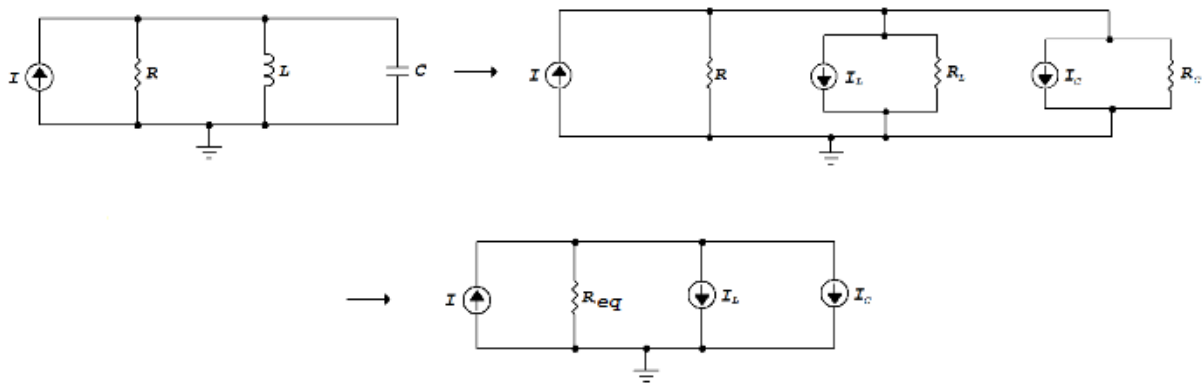 I R L C I R I_L R_L I_C R_C
I R_eq I_L I_C